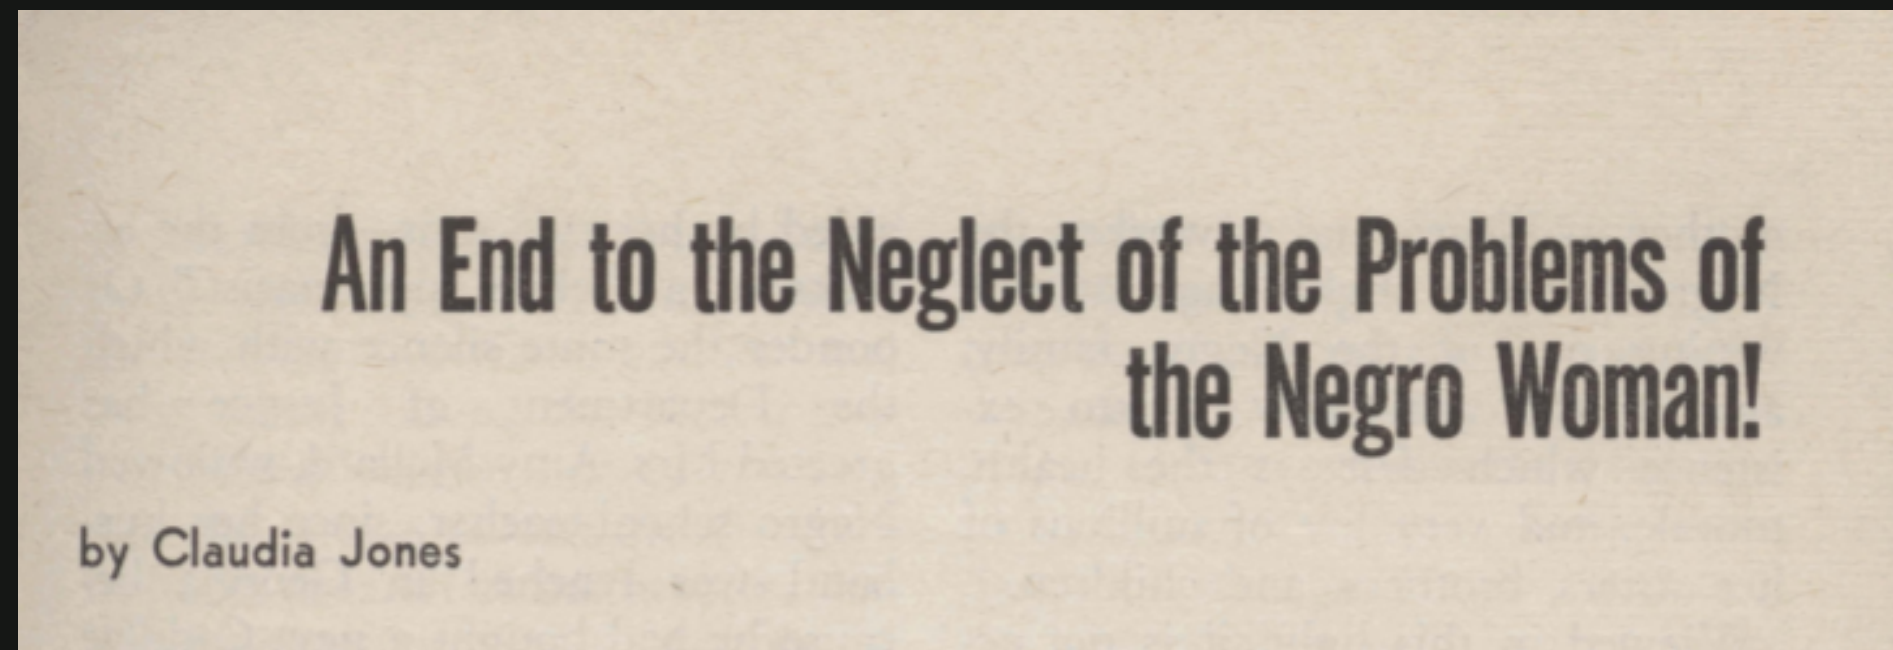 An End to the Neglect of the Problems of
the Negro Woman!
by Claudia Jones